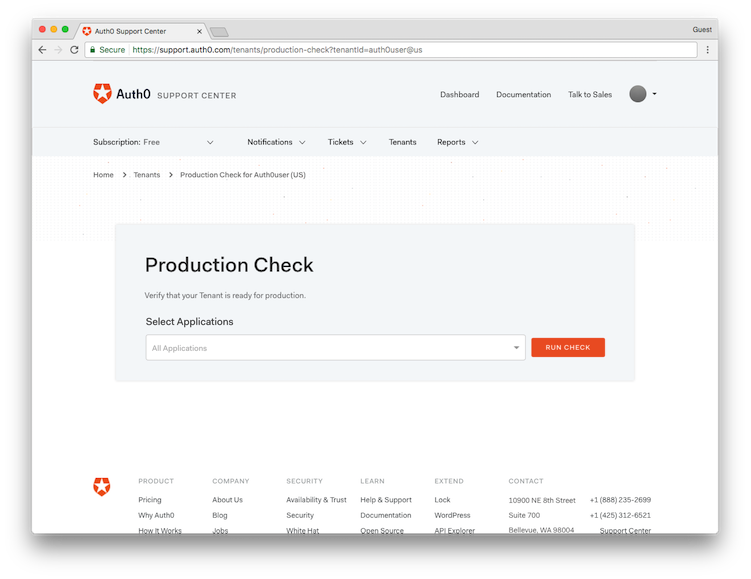 Auth0 Support Center
Guest
Secure https://support.auth0.com/tenants/production-check?tenantId=auth0user@us
Auth0 SUPPORT CENTER
Dashboard Documentation Talk to Sales
Subscription: Free Notifications Tickets Tenants Reports
Home > Tenants > Production Check for Auth0user (US)
Production Check
Verify that your Tenant is ready for production.
Select Applications
All Applications
RUN CHECK
PRODUCT COMPANY SECURITY LEARN EXTEND CONTACT
Pricing About Us Availability & Trust Help & Support Lock 10900 NE 8th Street +1 (888) 235-2699
Why Auth0 Blog Security Documentation WordPress Suite 700 +1 (425) 312-6521
How It Works Jobs White Hat Open Source API Explorer Bellevue, WA 98004 Support Center